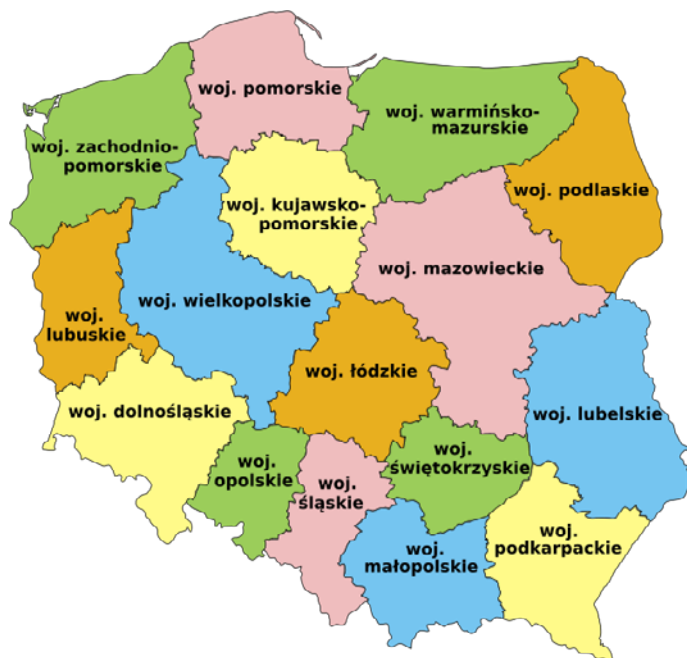 woj. pomorskie
woj. warmińsko-
mazurskie
woj. zachodnio-
pomorskie
woj. podlaskie
woj. kujawsko-
pomorskie
woj. mazowieckie
woj. wielkopolskie
woj.
lubuskie
woj. łódzkie
woj. dolnośląskie
woj. lubelskie
woj.
opolskie
woj.
śląskie
woj.
świętokrzyskie
woj.
małopolskie
woj.
podkarpackie